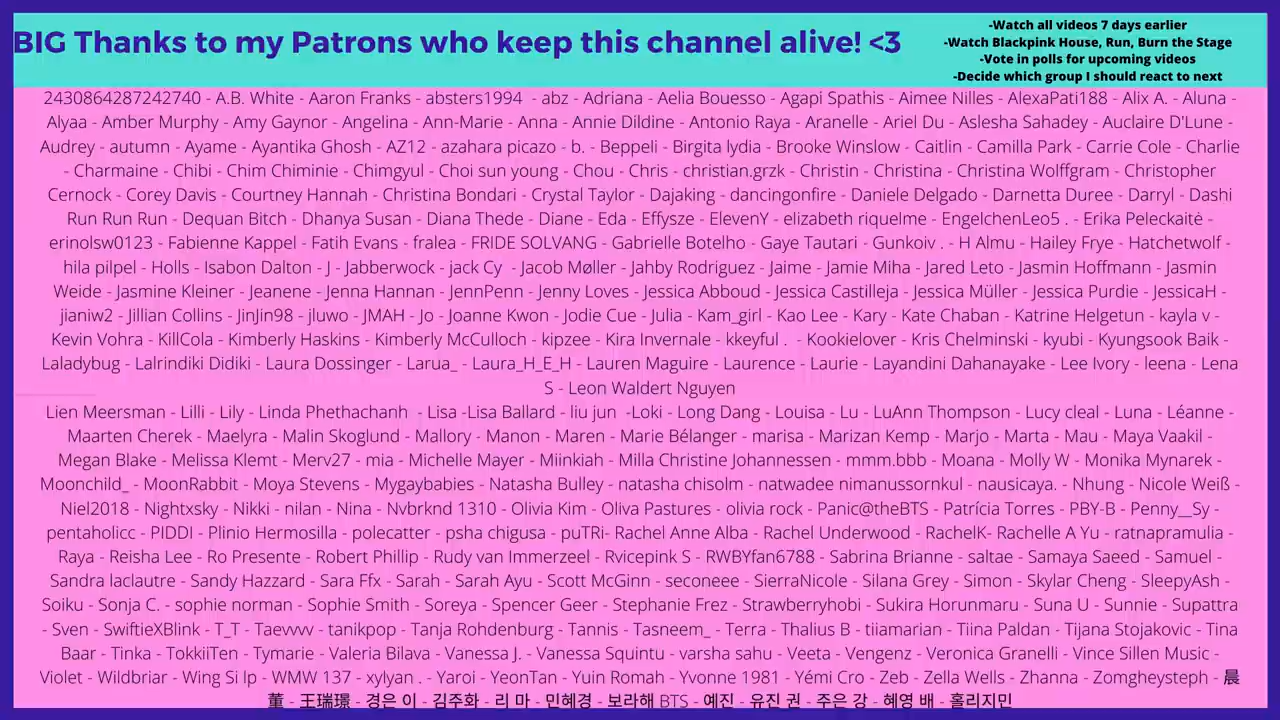 BIG Thanks to my Patrons who keep this channel alive! <3
-Watch all videos 7 days earlier
-Watch Blackpink House, Run, Burn the Stage
-Vote in polls for upcoming videos
-Decide which group I should react to next
2430864287242740 - A.B. White - Aaron Franks - absters1994 - abz - Adriana - Aelia Bouesso - Agapi Spathis - Aimee Nilles - AlexaPati188 - Alix A. - Aluna -
Alyaa - Amber Murphy - Amy Gaynor - Angelina - Ann-Marie - Anna - Annie Dildine - Antonio Raya - Aranelle - Ariel Du - Aslesha Sahadey - Auclaire D'Lune -
Audrey - autumn - Ayame - Ayantika Ghosh - AZ12 - azahara picazo - b. - Beppeli - Birgita lydia - Brooke Winslow - Caitlin - Camilla Park - Carrie Cole - Charlie
- Charmaine - Chibi - Chim Chiminie - Chimgyul - Choi sun young - Chou - Chris - christian.grzk - Christin - Christina - Christina Wolffgram - Christopher
Cernock - Corey Davis - Courtney Hannah - Christina Bondari - Crystal Taylor - Dajaking - dancingonfire - Daniele Delgado - Darnetta Duree - Darryl - Dashi
Run Run Run - Dequan Bitch - Dhanya Susan - Diana Thede - Diane - Eda - Effysze - ElevenY - elizabeth riquelme - EngelchenLeo5 . - Erika Peleckaitė -
erinolsw0123 - Fabienne Kappel - Fatih Evans - fralea - FRIDE SOLVANG - Gabrielle Botelho - Gaye Tautari - Gunkoiv . - H Almu - Hailey Frye - Hatchetwolf -
hila pilpel - Holls - Isabon Dalton - J - Jabberwock - jack Cy - Jacob Møller - Jahby Rodriguez - Jaime - Jamie Miha - Jared Leto - Jasmin Hoffmann - Jasmin
Weide - Jasmine Kleiner - Jeanene - Jenna Hannan - JennPenn - Jenny Loves - Jessica Abboud - Jessica Castilleja - Jessica Müller - Jessica Purdie - JessicaH -
jianiw2 - Jillian Collins - JinJin98 - jluwo - JMAH - Jo - Joanne Kwon - Jodie Cue - Julia - Kam_girl - Kao Lee - Kary - Kate Chaban - Katrine Helgetun - kayla v -
Kevin Vohra - KillCola - Kimberly Haskins - Kimberly McCulloch - kipzee - Kira Invernale - kkeyful . - Kookielover - Kris Chelminski - kyubi - Kyungsook Baik -
Laladybug - Lalrindiki Didiki - Laura Dossinger - Larua_ - Laura_H_E_H - Lauren Maguire - Laurence - Laurie - Layandini Dahanayake - Lee Ivory - leena - Lena
S - Leon Waldert Nguyen
Lien Meersman - Lilli - Lily - Linda Phethachanh - Lisa -Lisa Ballard - liu jun -Loki - Long Dang - Louisa - Lu - LuAnn Thompson - Lucy cleal - Luna - Léanne -
Maarten Cherek - Maelyra - Malin Skoglund - Mallory - Manon - Maren - Marie Bélanger - marisa - Marizan Kemp - Marjo - Marta - Mau - Maya Vaakil -
Megan Blake - Melissa Klemt - Merv27 - mia - Michelle Mayer - Miinkiah - Milla Christine Johannessen - mmm.bbb - Moana - Molly W - Monika Mynarek -
Moonchild_ - MoonRabbit - Moya Stevens - Mygaybabies - Natasha Bulley - natasha chisolm - natwadee nimanussornkul - nausicaya. - Nhung - Nicole Weiß -
Niel2018 - Nightxsky - Nikki - nilan - Nina - Nvbrknd 1310 - Olivia Kim - Oliva Pastures - olivia rock - Panic@theBTS - Patrícia Torres - PBY-B - Penny__Sy -
pentaholicc - PIDDI - Plinio Hermosilla - polecatter - psha chigusa - puTRi- Rachel Anne Alba - Rachel Underwood - RachelK- Rachelle A Yu - ratnapramulia -
Raya - Reisha Lee - Ro Presente - Robert Phillip - Rudy van Immerzeel - Rvicepink S - RWBYfan6788 - Sabrina Brianne - saltae - Samaya Saeed - Samuel -
Sandra Iaclautre - Sandy Hazzard - Sara Ffx - Sarah - Sarah Ayu - Scott McGinn - seconeee - SierraNicole - Silana Grey - Simon - Skylar Cheng - SleepyAsh -
Soiku - Sonja C. - sophie norman - Sophie Smith - Soreya - Spencer Geer - Stephanie Frez - Strawberryhobi - Sukira Horunmaru - Suna U - Sunnie - Supattra
- Sven - SwiftieXBlink - T_T - Taevvvv - tanikpop - Tanja Rohdenburg - Tannis - Tasneem_ - Terra - Thalius B - tiiamarian - Tiina Paldan - Tijana Stojakovic - Tina
Baar - Tinka - TokkiiTen - Tymarie - Valeria Bilava - Vanessa J. - Vanessa Squintu - varsha sahu - Veeta - Vengenz - Veronica Granelli - Vince Sillen Music -
Violet - Wildbriar - Wing Si Ip - WMW 137 - xylyan . - Yaroi - YeonTan - Yuin Romah - Yvonne 1981 - Yémi Cro - Zeb - Zella Wells - Zhanna - Zomgheysteph - 晨
董 - 王瑞璟 - 경은 이 - 김주화 - 리 마 - 민혜경 - 보라해 BTS - 예진 - 유진 권 - 주은 강 - 혜영 배 - 홀리지민